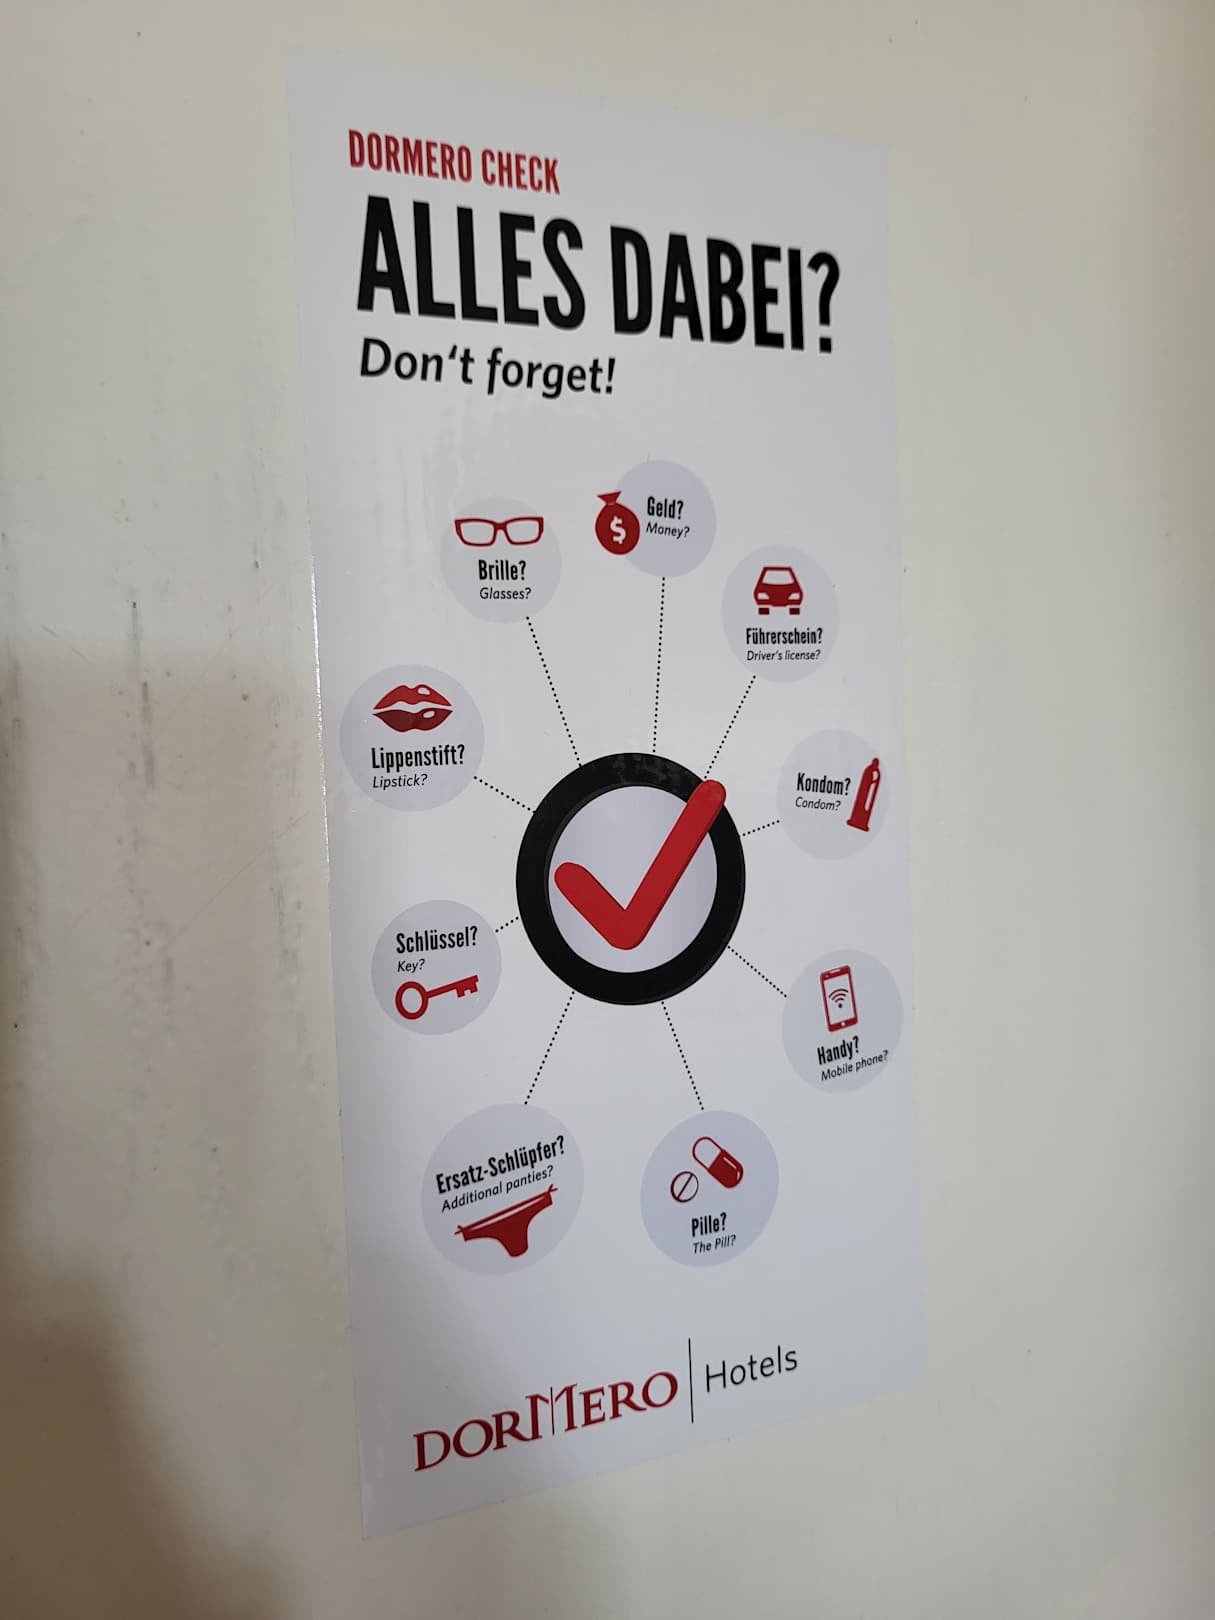 DORMERO CHECK
ALLES DABEI?
Don‘t forget!
Geld?
Money?
Brille?
Glasses?
Führerschein?
Driver's license?
Lippenstift?
Lipstick?
Kondom?
Condom?
Schlüssel?
Key?
Handy?
Mobile phone?
Ersatz-Schlüpfer?
Additional panties?
Pille?
The Pill?
DORMERO | Hotels